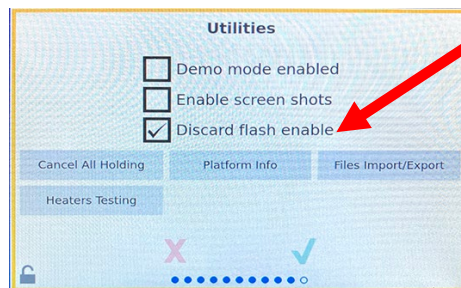 Utilities
Demo mode enabled
Enable screen shots
Discard flash enable
Cancel All Holding
Platform Info
Files Import/Export
Heaters Testing